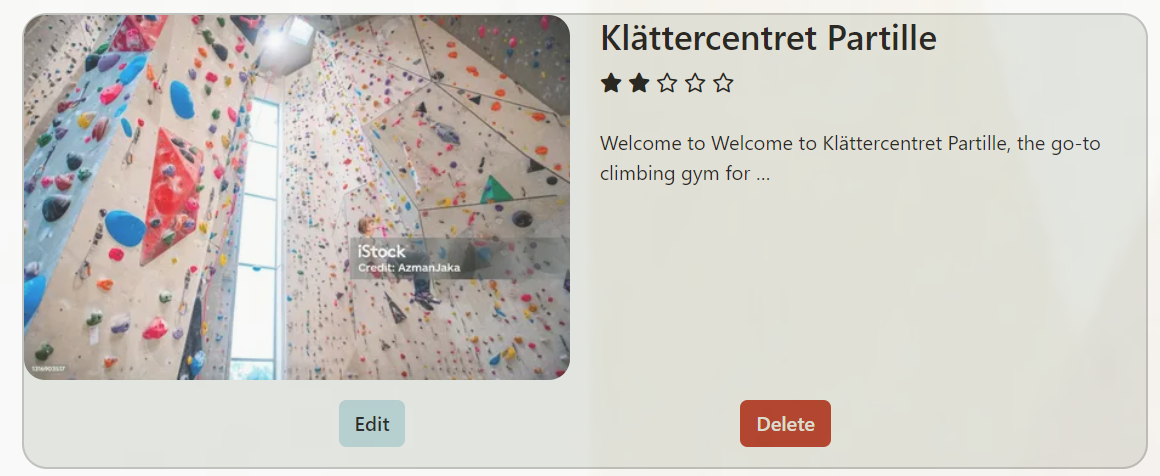 Klättercentret Partille
Welcome to Welcome to Klättercentret Partille, the go-to
climbing gym for ...
iStock
Credit: AzmanJaka
1216903517
Edit
Delete